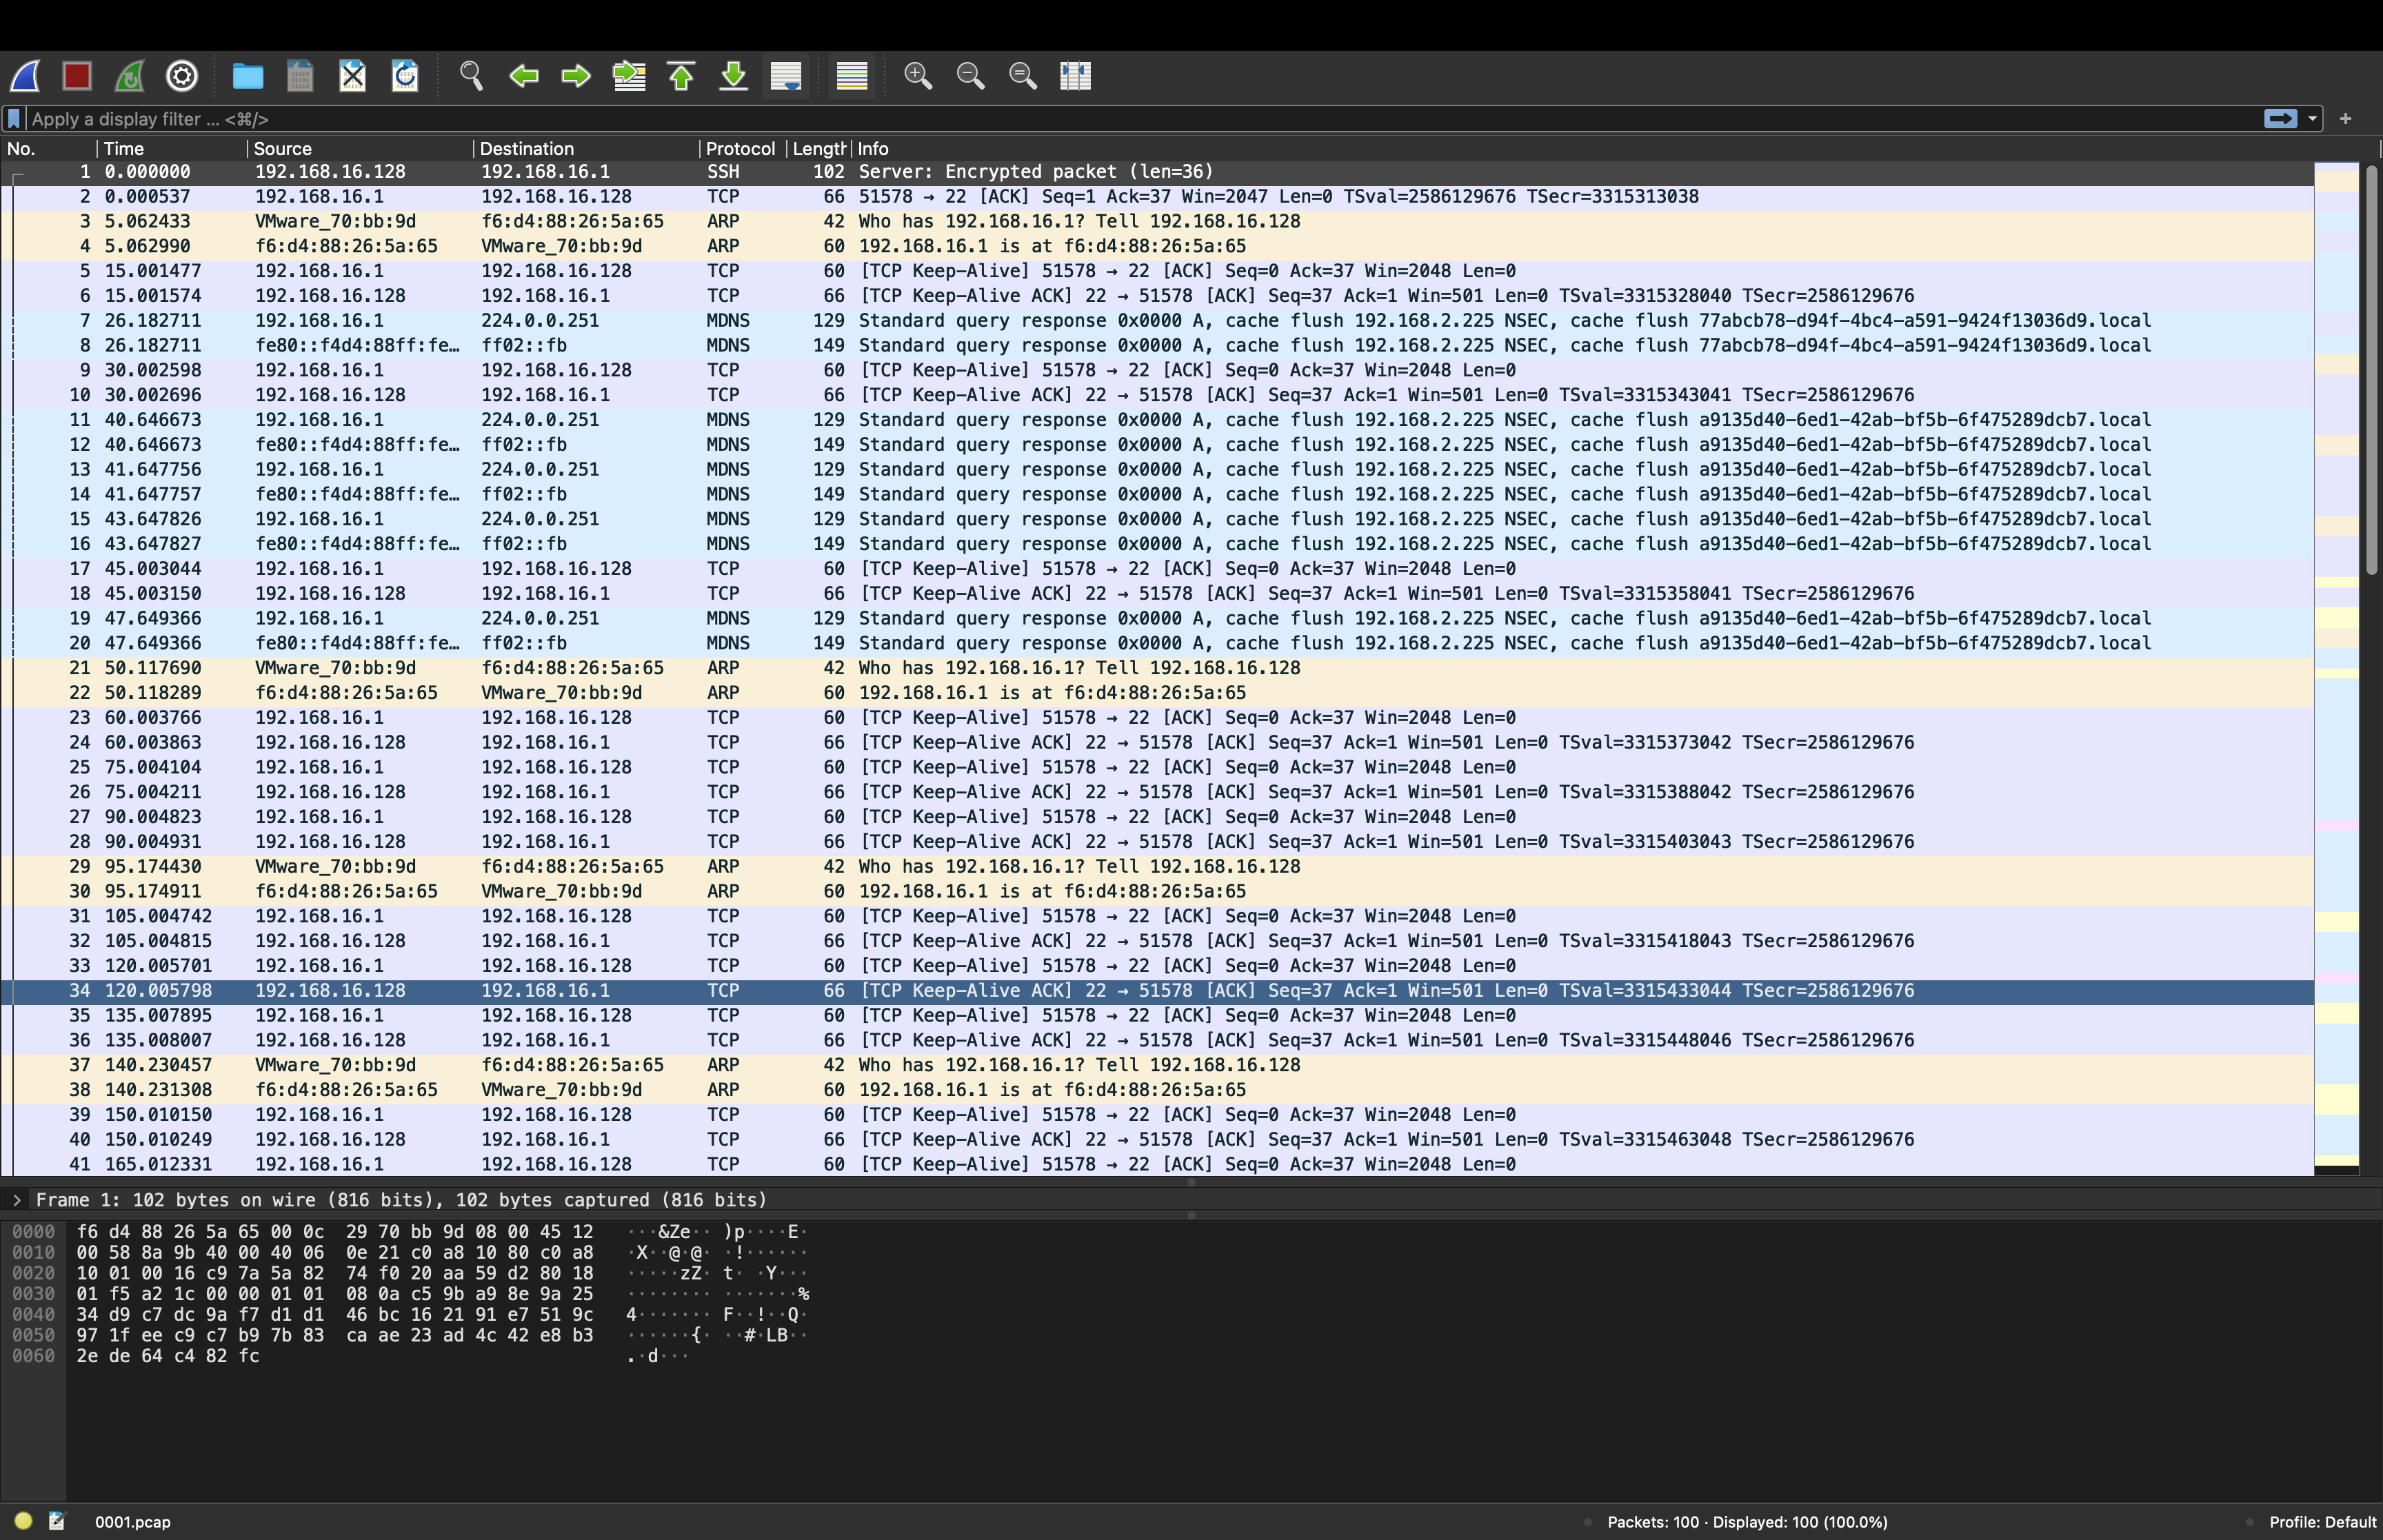 Apply a display filter ... <⌘/>
No. Time Source Destination Protocol Length Info
1 0.000000 192.168.16.128 192.168.16.1 SSH 102 Server: Encrypted packet (len=36)
2 0.000537 192.168.16.1 192.168.16.128 TCP 66 51578 → 22 [ACK] Seq=1 Ack=37 Win=2047 Len=0 TSval=2586129676 TSecr=3315313038
3 5.062433 VMware_70:bb:9d f6:d4:88:26:5a:65 ARP 42 Who has 192.168.16.1? Tell 192.168.16.128
4 5.062990 f6:d4:88:26:5a:65 VMware_70:bb:9d ARP 60 192.168.16.1 is at f6:d4:88:26:5a:65
5 15.001477 192.168.16.1 192.168.16.128 TCP 60 [TCP Keep-Alive] 51578 → 22 [ACK] Seq=0 Ack=37 Win=2048 Len=0
6 15.001574 192.168.16.128 192.168.16.1 TCP 66 [TCP Keep-Alive ACK] 22 → 51578 [ACK] Seq=37 Ack=1 Win=501 Len=0 TSval=3315328040 TSecr=2586129676
7 26.182711 192.168.16.1 224.0.0.251 MDNS 129 Standard query response 0x0000 A, cache flush 192.168.2.225 NSEC, cache flush 77abcb78-d94f-4bc4-a591-9424f13036d9.local
8 26.182711 fe80::f4d4:88ff:fe… ff02::fb MDNS 149 Standard query response 0x0000 A, cache flush 192.168.2.225 NSEC, cache flush 77abcb78-d94f-4bc4-a591-9424f13036d9.local
9 30.002598 192.168.16.1 192.168.16.128 TCP 60 [TCP Keep-Alive] 51578 → 22 [ACK] Seq=0 Ack=37 Win=2048 Len=0
10 30.002696 192.168.16.128 192.168.16.1 TCP 66 [TCP Keep-Alive ACK] 22 → 51578 [ACK] Seq=37 Ack=1 Win=501 Len=0 TSval=3315343041 TSecr=2586129676
11 40.646673 192.168.16.1 224.0.0.251 MDNS 129 Standard query response 0x0000 A, cache flush 192.168.2.225 NSEC, cache flush a9135d40-6ed1-42ab-bf5b-6f475289dcb7.local
12 40.646673 fe80::f4d4:88ff:fe… ff02::fb MDNS 149 Standard query response 0x0000 A, cache flush 192.168.2.225 NSEC, cache flush a9135d40-6ed1-42ab-bf5b-6f475289dcb7.local
13 41.647756 192.168.16.1 224.0.0.251 MDNS 129 Standard query response 0x0000 A, cache flush 192.168.2.225 NSEC, cache flush a9135d40-6ed1-42ab-bf5b-6f475289dcb7.local
14 41.647757 fe80::f4d4:88ff:fe… ff02::fb MDNS 149 Standard query response 0x0000 A, cache flush 192.168.2.225 NSEC, cache flush a9135d40-6ed1-42ab-bf5b-6f475289dcb7.local
15 43.647826 192.168.16.1 224.0.0.251 MDNS 129 Standard query response 0x0000 A, cache flush 192.168.2.225 NSEC, cache flush a9135d40-6ed1-42ab-bf5b-6f475289dcb7.local
16 43.647827 fe80::f4d4:88ff:fe… ff02::fb MDNS 149 Standard query response 0x0000 A, cache flush 192.168.2.225 NSEC, cache flush a9135d40-6ed1-42ab-bf5b-6f475289dcb7.local
17 45.003044 192.168.16.1 192.168.16.128 TCP 60 [TCP Keep-Alive] 51578 → 22 [ACK] Seq=0 Ack=37 Win=2048 Len=0
18 45.003150 192.168.16.128 192.168.16.1 TCP 66 [TCP Keep-Alive ACK] 22 → 51578 [ACK] Seq=37 Ack=1 Win=501 Len=0 TSval=3315358041 TSecr=2586129676
19 47.649366 192.168.16.1 224.0.0.251 MDNS 129 Standard query response 0x0000 A, cache flush 192.168.2.225 NSEC, cache flush a9135d40-6ed1-42ab-bf5b-6f475289dcb7.local
20 47.649366 fe80::f4d4:88ff:fe… ff02::fb MDNS 149 Standard query response 0x0000 A, cache flush 192.168.2.225 NSEC, cache flush a9135d40-6ed1-42ab-bf5b-6f475289dcb7.local
21 50.117690 VMware_70:bb:9d f6:d4:88:26:5a:65 ARP 42 Who has 192.168.16.1? Tell 192.168.16.128
22 50.118289 f6:d4:88:26:5a:65 VMware_70:bb:9d ARP 60 192.168.16.1 is at f6:d4:88:26:5a:65
23 60.003766 192.168.16.1 192.168.16.128 TCP 60 [TCP Keep-Alive] 51578 → 22 [ACK] Seq=0 Ack=37 Win=2048 Len=0
24 60.003863 192.168.16.128 192.168.16.1 TCP 66 [TCP Keep-Alive ACK] 22 → 51578 [ACK] Seq=37 Ack=1 Win=501 Len=0 TSval=3315373042 TSecr=2586129676
25 75.004104 192.168.16.1 192.168.16.128 TCP 60 [TCP Keep-Alive] 51578 → 22 [ACK] Seq=0 Ack=37 Win=2048 Len=0
26 75.004211 192.168.16.128 192.168.16.1 TCP 66 [TCP Keep-Alive ACK] 22 → 51578 [ACK] Seq=37 Ack=1 Win=501 Len=0 TSval=3315388042 TSecr=2586129676
27 90.004823 192.168.16.1 192.168.16.128 TCP 60 [TCP Keep-Alive] 51578 → 22 [ACK] Seq=0 Ack=37 Win=2048 Len=0
28 90.004931 192.168.16.128 192.168.16.1 TCP 66 [TCP Keep-Alive ACK] 22 → 51578 [ACK] Seq=37 Ack=1 Win=501 Len=0 TSval=3315403043 TSecr=2586129676
29 95.174430 VMware_70:bb:9d f6:d4:88:26:5a:65 ARP 42 Who has 192.168.16.1? Tell 192.168.16.128
30 95.174911 f6:d4:88:26:5a:65 VMware_70:bb:9d ARP 60 192.168.16.1 is at f6:d4:88:26:5a:65
31 105.004742 192.168.16.1 192.168.16.128 TCP 60 [TCP Keep-Alive] 51578 → 22 [ACK] Seq=0 Ack=37 Win=2048 Len=0
32 105.004815 192.168.16.128 192.168.16.1 TCP 66 [TCP Keep-Alive ACK] 22 → 51578 [ACK] Seq=37 Ack=1 Win=501 Len=0 TSval=3315418043 TSecr=2586129676
33 120.005701 192.168.16.1 192.168.16.128 TCP 60 [TCP Keep-Alive] 51578 → 22 [ACK] Seq=0 Ack=37 Win=2048 Len=0
34 120.005798 192.168.16.128 192.168.16.1 TCP 66 [TCP Keep-Alive ACK] 22 → 51578 [ACK] Seq=37 Ack=1 Win=501 Len=0 TSval=3315433044 TSecr=2586129676
35 135.007895 192.168.16.1 192.168.16.128 TCP 60 [TCP Keep-Alive] 51578 → 22 [ACK] Seq=0 Ack=37 Win=2048 Len=0
36 135.008007 192.168.16.128 192.168.16.1 TCP 66 [TCP Keep-Alive ACK] 22 → 51578 [ACK] Seq=37 Ack=1 Win=501 Len=0 TSval=3315448046 TSecr=2586129676
37 140.230457 VMware_70:bb:9d f6:d4:88:26:5a:65 ARP 42 Who has 192.168.16.1? Tell 192.168.16.128
38 140.231308 f6:d4:88:26:5a:65 VMware_70:bb:9d ARP 60 192.168.16.1 is at f6:d4:88:26:5a:65
39 150.010150 192.168.16.1 192.168.16.128 TCP 60 [TCP Keep-Alive] 51578 → 22 [ACK] Seq=0 Ack=37 Win=2048 Len=0
40 150.010249 192.168.16.128 192.168.16.1 TCP 66 [TCP Keep-Alive ACK] 22 → 51578 [ACK] Seq=37 Ack=1 Win=501 Len=0 TSval=3315463048 TSecr=2586129676
41 165.012331 192.168.16.1 192.168.16.128 TCP 60 [TCP Keep-Alive] 51578 → 22 [ACK] Seq=0 Ack=37 Win=2048 Len=0
> Frame 1: 102 bytes on wire (816 bits), 102 bytes captured (816 bits)
0000 f6 d4 88 26 5a 65 00 0c 29 70 bb 9d 08 00 45 12 ···&Ze·· )p····E·
0010 00 58 8a 9b 40 00 40 06 0e 21 c0 a8 10 80 c0 a8 ·X··@·@· ·!······
0020 10 01 00 16 c9 7a 5a 82 74 f0 20 aa 59 d2 80 18 ·····zZ· t· ·Y···
0030 01 f5 a2 1c 00 00 01 01 08 0a c5 9b a9 8e 9a 25 ········ ·······%
0040 34 d9 c7 dc 9a f7 d1 d1 46 bc 16 21 91 e7 51 9c 4······· F··!··Q·
0050 97 1f ee c9 c7 b9 7b 83 ca ae 23 ad 4c 42 e8 b3 ······{· ··#·LB··
0060 2e de 64 c4 82 fc .·d···
0001.pcap Packets: 100 · Displayed: 100 (100.0%) Profile: Default